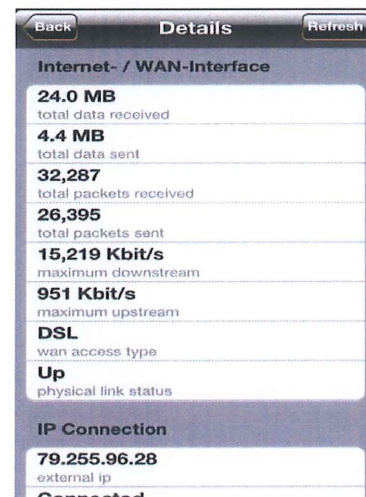 Back
Details
Refresh
Internet- / WAN-Interface
24.0 MB
total data received
4.4 MB
total data sent
32,287
total packets received
26,395
total packets sent
15,219 Kbit/s
maximum downstream
951 Kbit/s
maximum upstream
DSL
wan access type
Up
physical link status
IP Connection
79.255.96.28
external ip
Connected